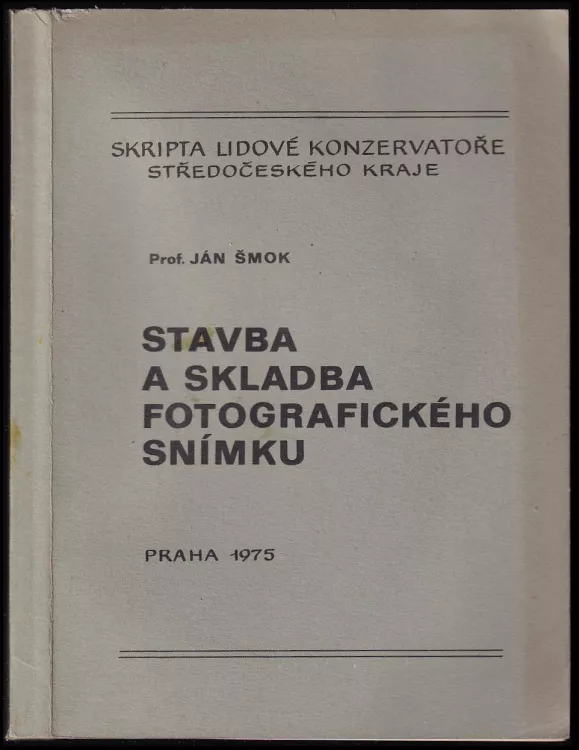 SKRIPTA LIDOVÉ KONZERVATOŘE
STŘEDOČESKÉHO KRAJE
Prof. JÁN ŠMOK
STAVBA
A SKLADBA
FOTOGRAFICKÉHO
SNÍMKU
PRAHA 1975